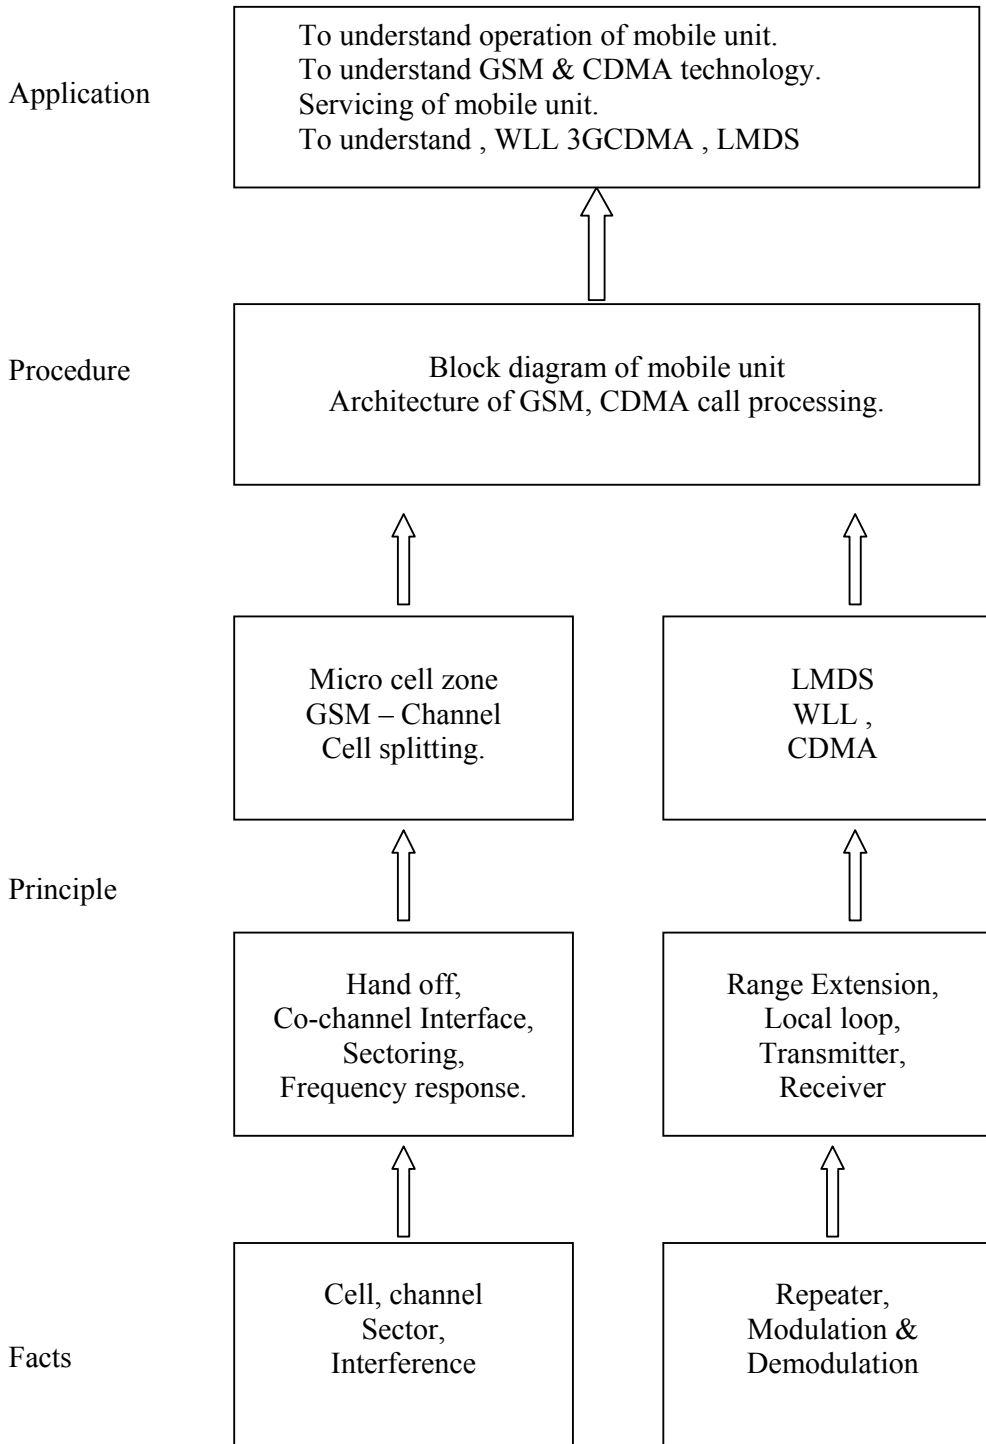 Application
To understand operation of mobile unit.
To understand GSM & CDMA technology.
Servicing of mobile unit.
To understand , WLL 3GCDMA , LMDS
Procedure
Block diagram of mobile unit
Architecture of GSM, CDMA call processing.
Micro cell zone
GSM – Channel
Cell splitting.
LMDS
WLL ,
CDMA
Principle
Hand off,
Co-channel Interface,
Sectoring,
Frequency response.
Range Extension,
Local loop,
Transmitter,
Receiver
Facts
Cell, channel
Sector,
Interference
Repeater,
Modulation &
Demodulation